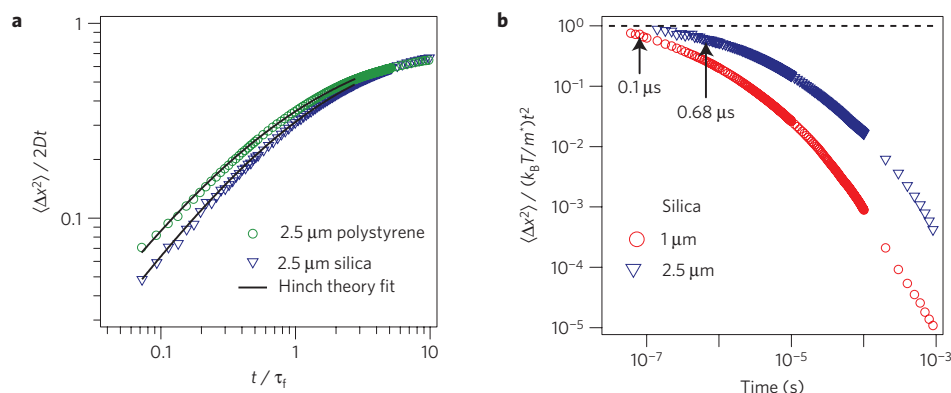 a
⟨Δx²⟩ / 2Dt
1
0.1
0.1
1
10
t / τf
2.5 μm polystyrene
2.5 μm silica
Hinch theory fit
b
⟨Δx²⟩ / (kBT/m*)t²
10⁰
10⁻¹
10⁻²
10⁻³
10⁻⁴
10⁻⁵
10⁻⁷
10⁻⁵
10⁻³
Time (s)
0.1 μs
0.68 μs
Silica
1 μm
2.5 μm